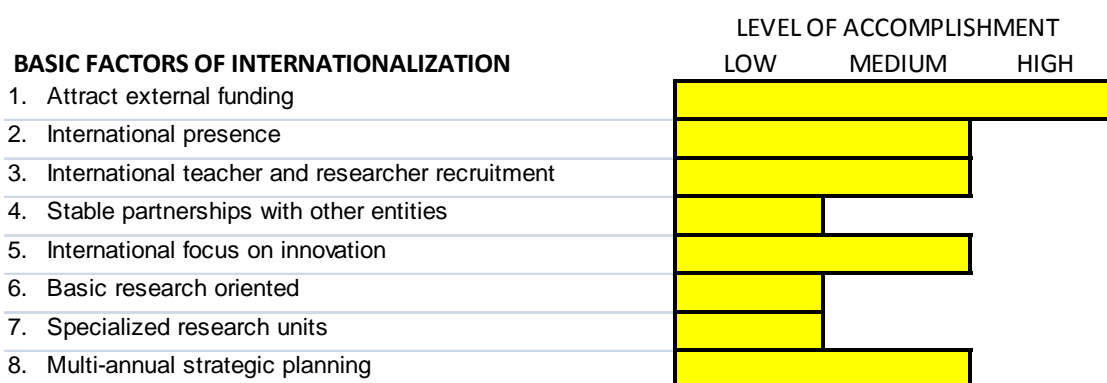 LEVEL OF ACCOMPLISHMENT
BASIC FACTORS OF INTERNATIONALIZATION LOW MEDIUM HIGH
1. Attract external funding
2. International presence
3. International teacher and researcher recruitment
4. Stable partnerships with other entities
5. International focus on innovation
6. Basic research oriented
7. Specialized research units
8. Multi-annual strategic planning